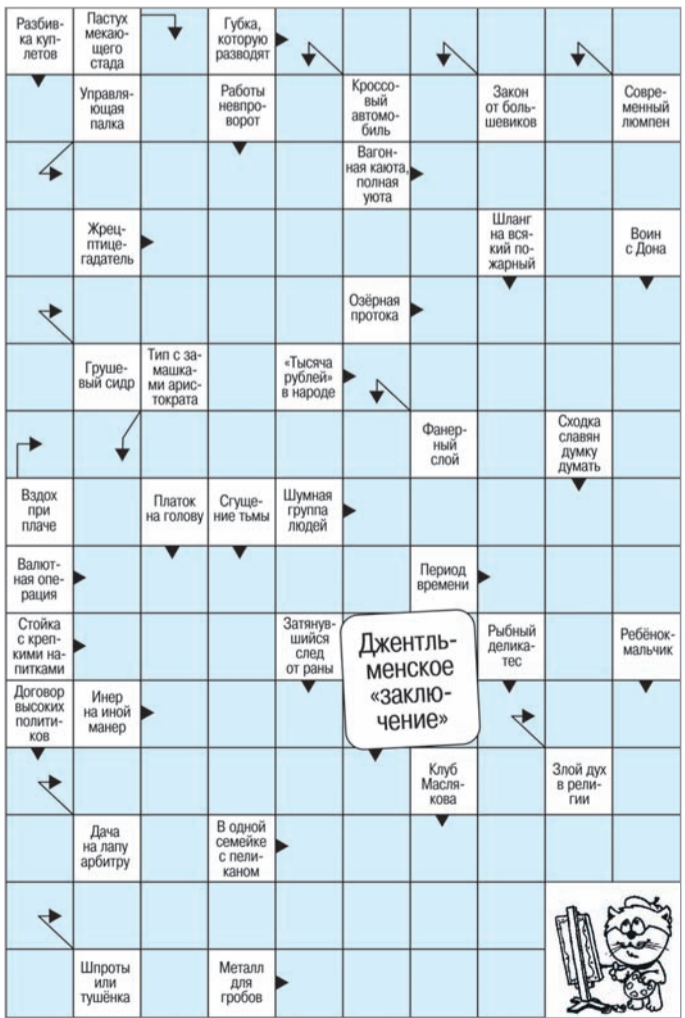 Разбив-
ка куп-
летов
Пастух
мекаю-
щего
стада
Губка,
которую
разводят
Управля-
ющая
палка
Работы
невпро-
ворот
Кроссо-
вый
автомо-
биль
Закон
от боль-
шевиков
Совре-
менный
люмпен
Вагон-
ная каюта,
полная
уюта
Жрец-
птице-
гадатель
Шланг
на вся-
кий по-
жарный
Воин
с Дона
Озёрная
протока
Груше-
вый сидр
Тип с за-
машка-
ми арис-
тократа
«Тысяча
рублей»
в народе
Фанер-
ный
слой
Сходка
славян
думку
думать
Вздох
при
плаче
Платок
на голову
Сгуще-
ние тьмы
Шумная
группа
людей
Валют-
ная опе-
рация
Период
времени
Стойка
с креп-
кими на-
питками
Затянув-
шийся
след
от раны
Джентль-
менское
«заклю-
чение»
Рыбный
делика-
тес
Ребёнок-
мальчик
Договор
высоких
полити-
ков
Инер
на иной
манер
Клуб
Масля-
кова
Злой дух
в рели-
гии
Дача
на лапу
арбитру
В одной
семейке
с пели-
каном
Шпроты
или
тушёнка
Металл
для
гробов